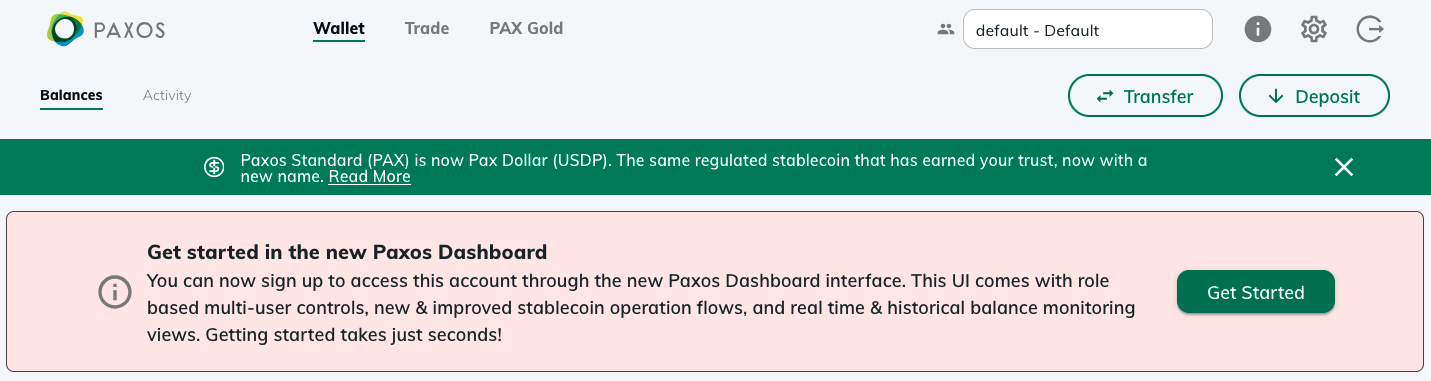 PAXOS
Wallet Trade PAX Gold
default - Default
Balances Activity
Transfer Deposit
Paxos Standard (PAX) is now Pax Dollar (USDP). The same regulated stablecoin that has earned your trust, now with a
new name. Read More
Get started in the new Paxos Dashboard
You can now sign up to access this account through the new Paxos Dashboard interface. This UI comes with role
based multi-user controls, new & improved stablecoin operation flows, and real time & historical balance monitoring
views. Getting started takes just seconds!
Get Started